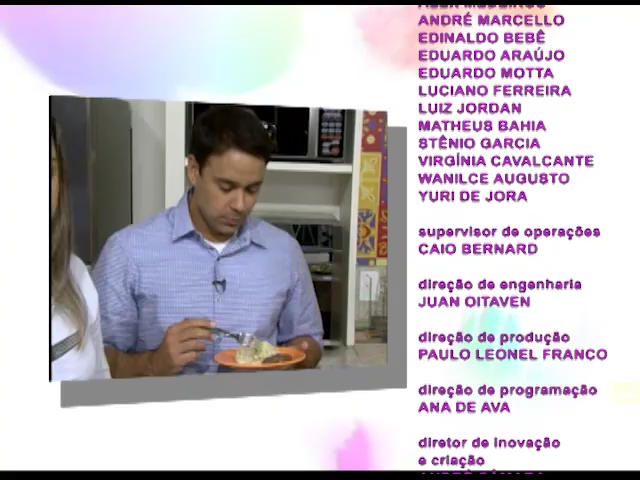 ANDRÉ MARCELLO
EDINALDO BEBÊ
EDUARDO ARAÚJO
EDUARDO MOTTA
LUCIANO FERREIRA
LUIZ JORDAN
MATHEUS BAHIA
STÊNIO GARCIA
VIRGÍNIA CAVALCANTE
WANILCE AUGUSTO
YURI DE JORA
supervisor de operações
CAIO BERNARD
direção de engenharia
JUAN OITAVEN
direção de produção
PAULO LEONEL FRANCO
direção de programação
ANA DE AVA
diretor de inovação
e criação